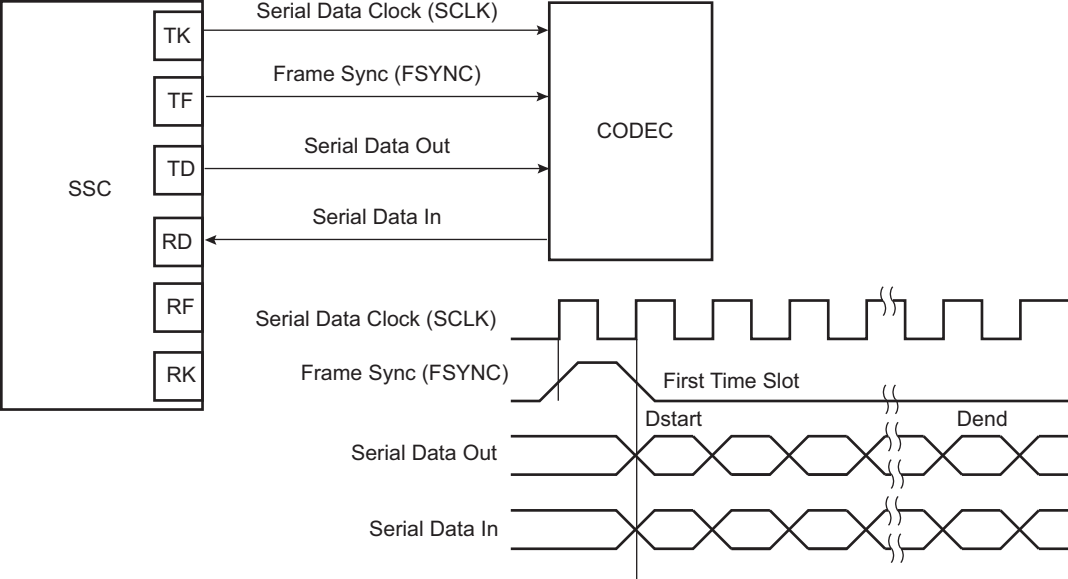 Serial Data Clock (SCLK)
TK
Frame Sync (FSYNC)
TF
CODEC
Serial Data Out
TD
SSC
Serial Data In
RD
RF
Serial Data Clock (SCLK)
RK
Frame Sync (FSYNC)
First Time Slot
Dstart
Dend
Serial Data Out
Serial Data In